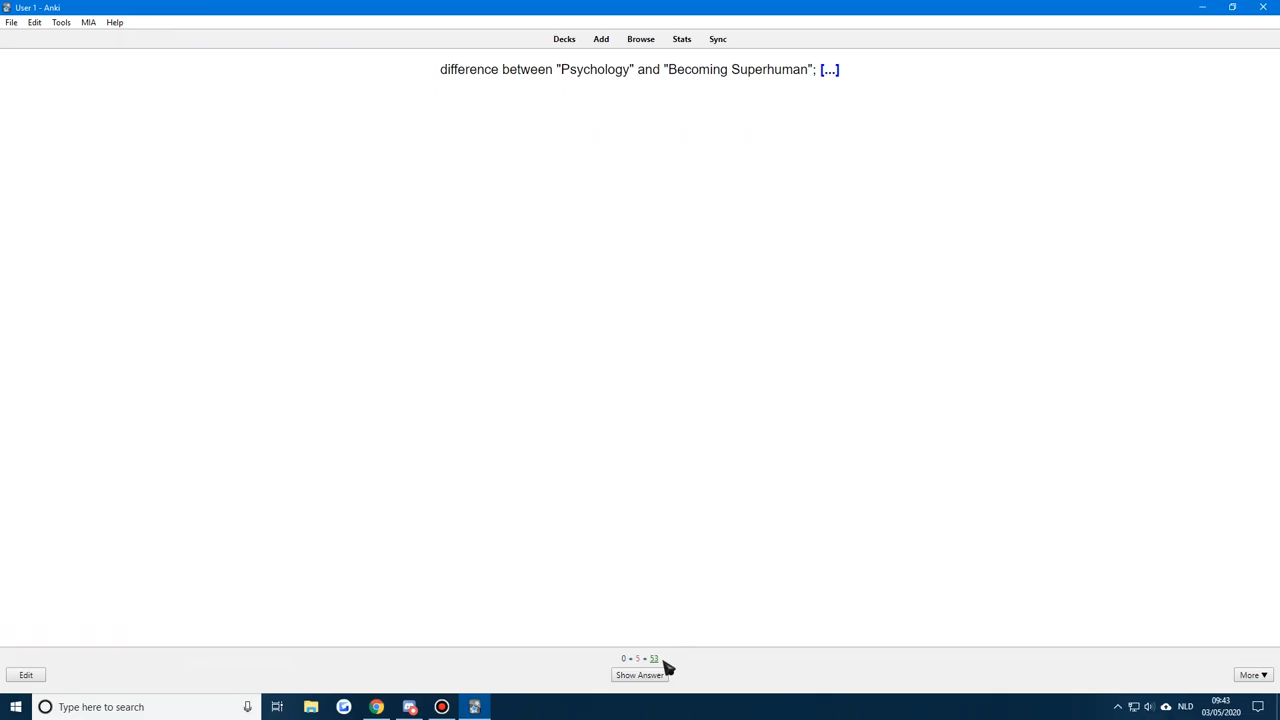 User 1 - Anki
File Edit Tools MIA Help
Decks Add Browse Stats Sync
difference between "Psychology" and "Becoming Superhuman"; [...]
0 + 5 + 53
Edit Show Answer More ▼
Type here to search NLD 09:43
03/05/2020